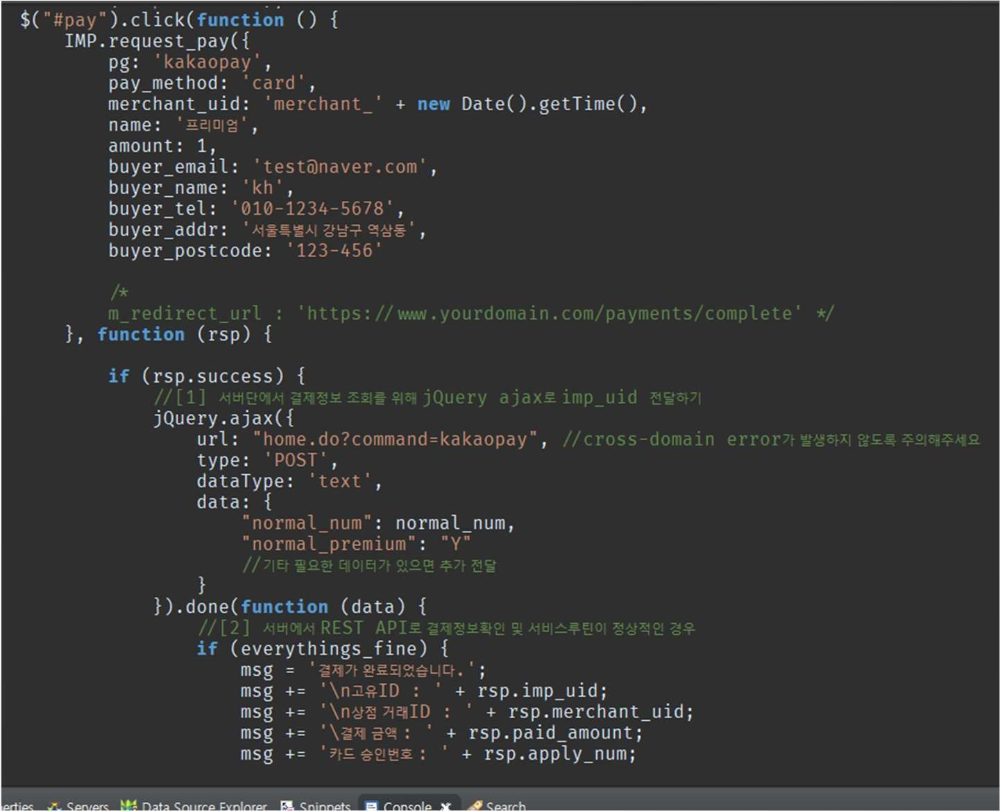 $("#pay").click(function () {
IMP.request_pay({
pg: 'kakaopay',
pay_method: 'card',
merchant_uid: 'merchant_' + new Date().getTime(),
name: '프리미엄',
amount: 1,
buyer_email: 'test@naver.com',
buyer_name: 'kh',
buyer_tel: '010-1234-5678',
buyer_addr: '서울특별시 강남구 역삼동',
buyer_postcode: '123-456'
/*
m_redirect_url : 'https://www.yourdomain.com/payments/complete' */
}, function (rsp) {
if (rsp.success) {
//[1] 서버단에서 결제정보 조회를 위해 jQuery ajax로 imp_uid 전달하기
jQuery.ajax({
url: "home.do?command=kakaopay", //cross-domain error가 발생하지 않도록 주의해주세요
type: 'POST',
dataType: 'text',
data: {
"normal_num": normal_num,
"normal_premium": "Y"
//기타 필요한 데이터가 있으면 추가 전달
}
}).done(function (data) {
//[2] 서버에서 REST API로 결제정보확인 및 서비스루틴이 정상적인 경우
if (everythings_fine) {
msg = '결제가 완료되었습니다.';
msg += '\n고유ID : ' + rsp.imp_uid;
msg += '\n상점 거래ID : ' + rsp.merchant_uid;
msg += '\결제 금액 : ' + rsp.paid_amount;
msg += '카드 승인번호 : ' + rsp.apply_num;
erties Servers Data Source Explorer Snippets Console Search